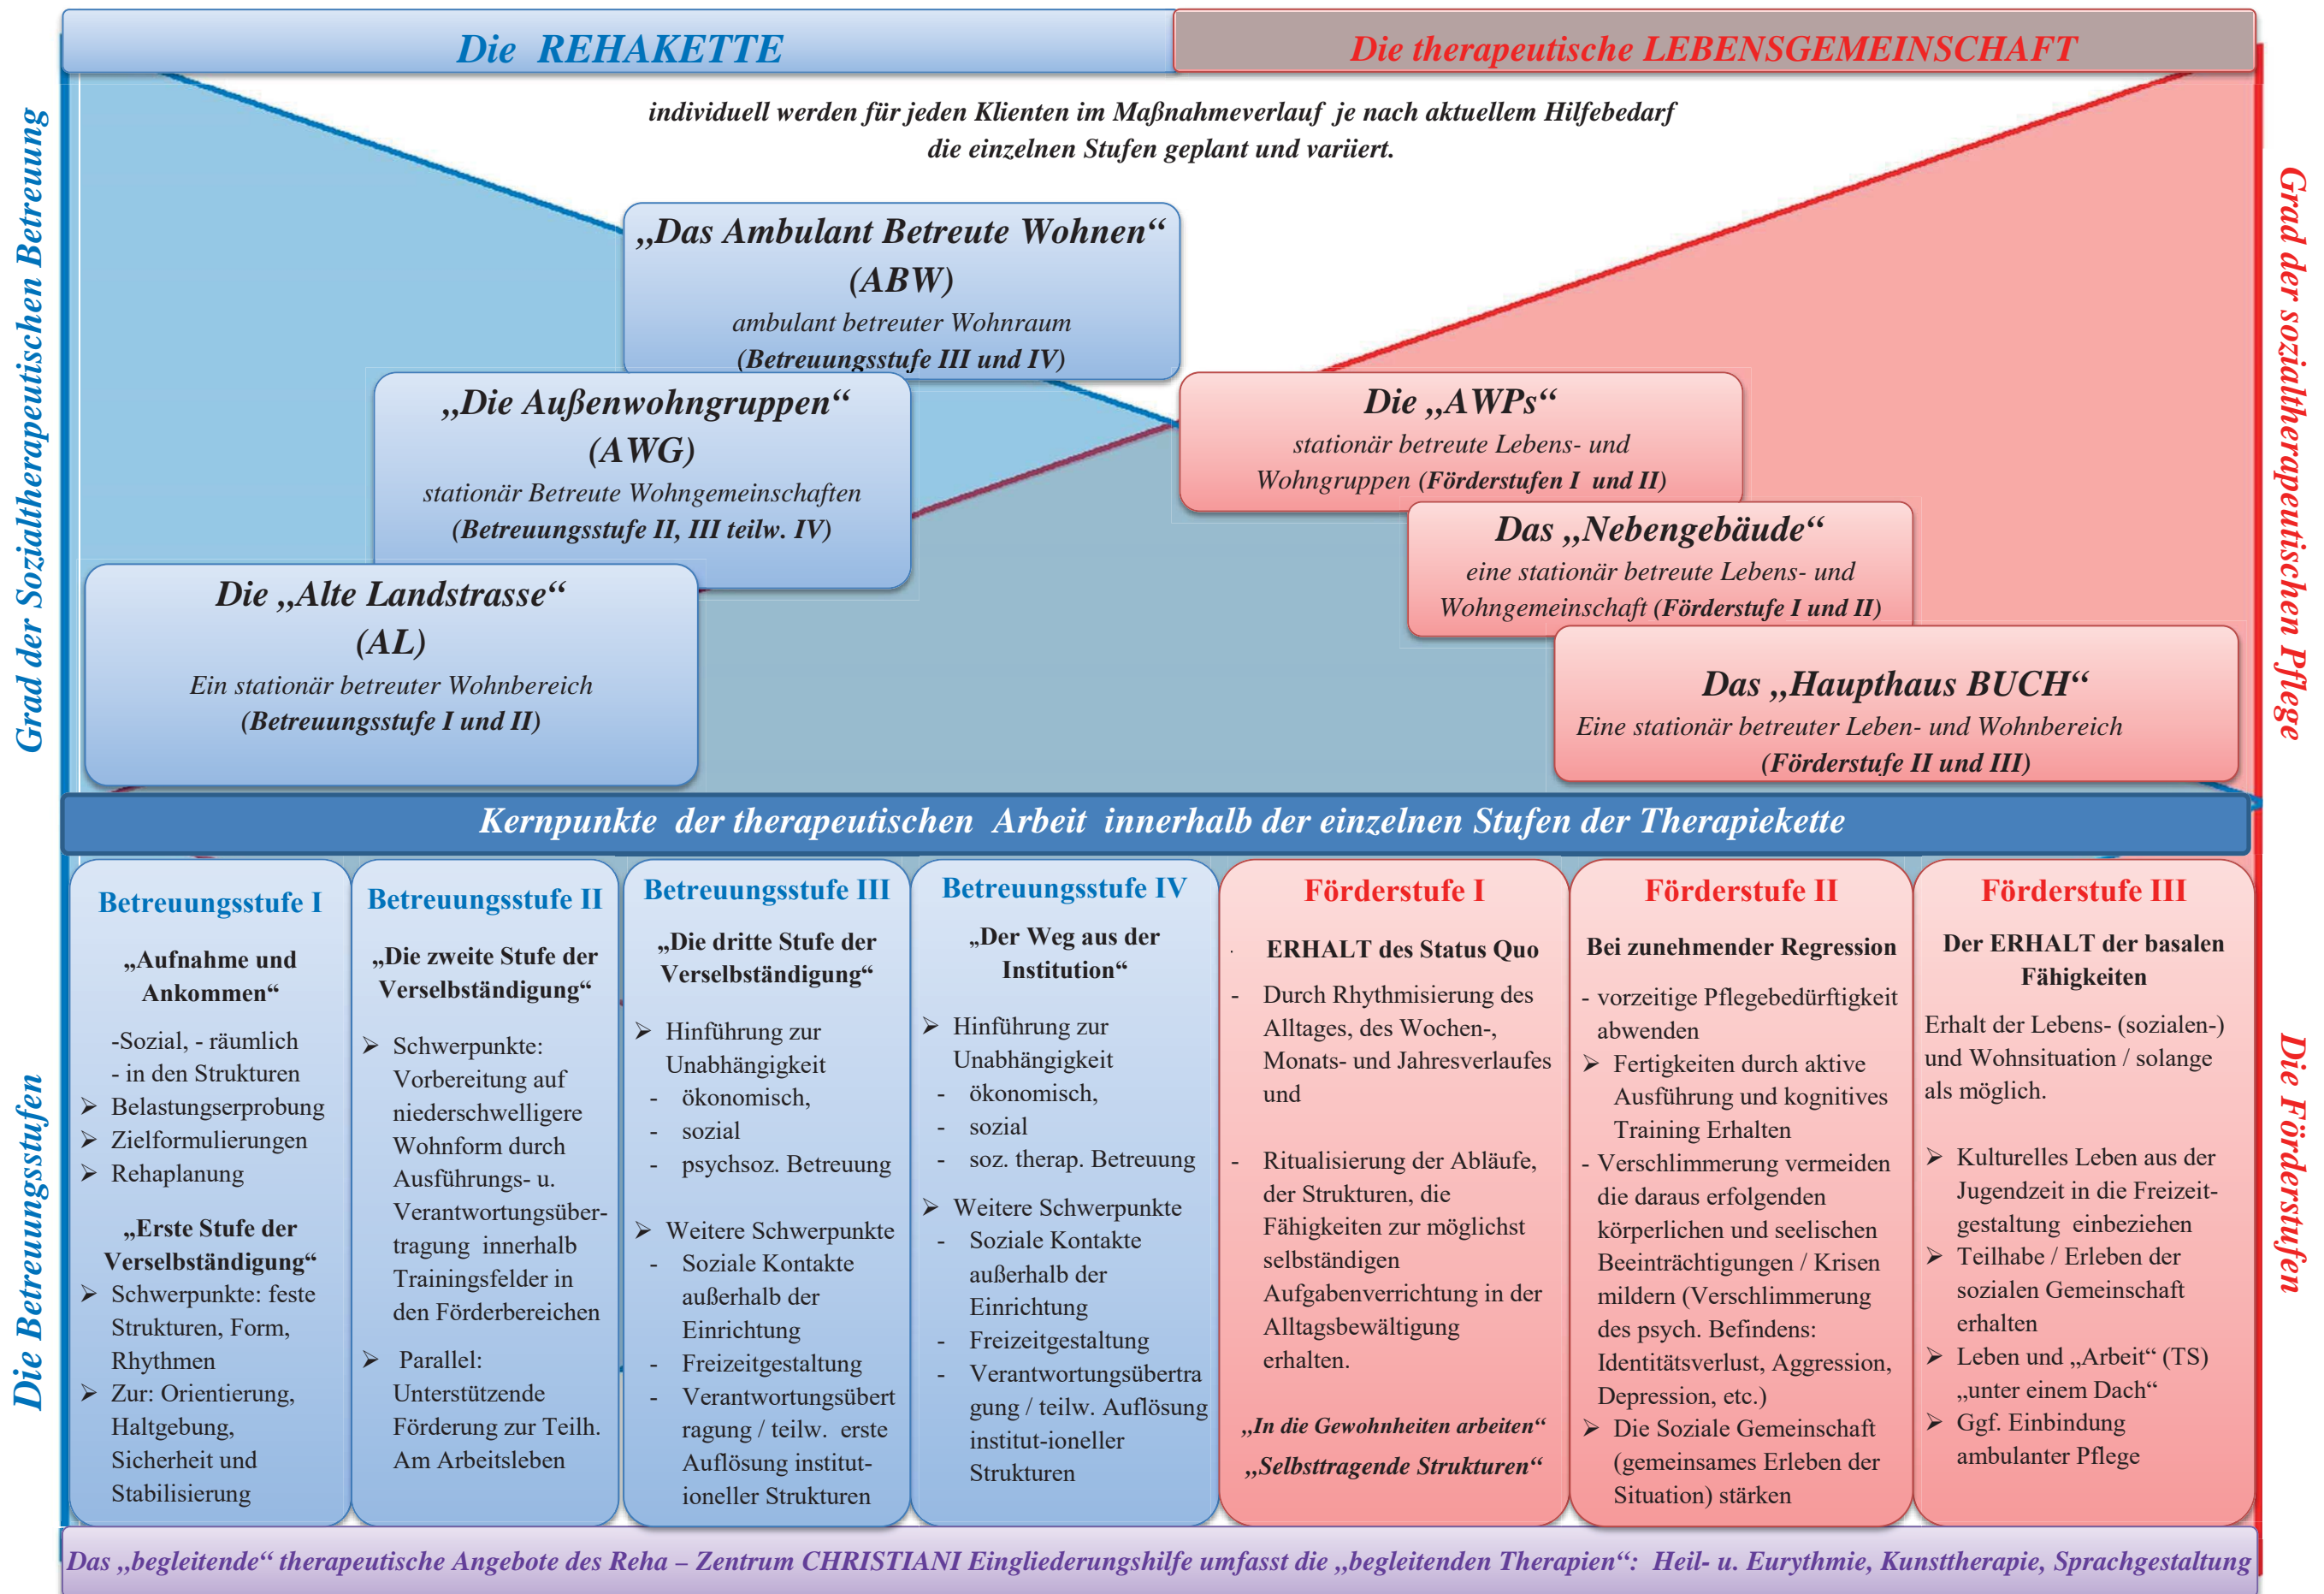 Die REHAKETTE
Die therapeutische LEBENSGEMEINSCHAFT
individuell werden für jeden Klienten im Maßnahmeverlauf je nach aktuellem Hilfebedarf
die einzelnen Stufen geplant und variiert.
Grad der Sozialtherapeutischen Betreuung
Grad der sozialtherapeutischen Pflege
„Das Ambulant Betreute Wohnen“
(ABW)
ambulant betreuter Wohnraum
(Betreuungsstufe III und IV)
„Die Außenwohngruppen“
(AWG)
stationär Betreute Wohngemeinschaften
(Betreuungsstufe II, III teilw. IV)
Die „Alte Landstrasse“
(AL)
Ein stationär betreuter Wohnbereich
(Betreuungsstufe I und II)
Die „AWPs“
stationär betreute Lebens- und
Wohngruppen (Förderstufen I und II)
Das „Nebengebäude“
eine stationär betreute Lebens- und
Wohngemeinschaft (Förderstufe I und II)
Das „Haupthaus BUCH“
Eine stationär betreuter Leben- und Wohnbereich
(Förderstufe II und III)
Kernpunkte der therapeutischen Arbeit innerhalb der einzelnen Stufen der Therapiekette
Die Betreuungsstufen
Betreuungsstufe I
„Aufnahme und
Ankommen“
-Sozial, - räumlich
- in den Strukturen
➢ Belastungserprobung
➢ Zielformulierungen
➢ Rehaplanung
„Erste Stufe der
Verselbständigung“
➢ Schwerpunkte: feste
Strukturen, Form,
Rhythmen
➢ Zur: Orientierung,
Haltgebung,
Sicherheit und
Stabilisierung
Betreuungsstufe II
„Die zweite Stufe der
Verselbständigung“
➢ Schwerpunkte:
Vorbereitung auf
niederschwelligere
Wohnform durch
Ausführungs- u.
Verantwortungsüber-
tragung innerhalb
Trainingsfelder in
den Förderbereichen
➢ Parallel:
Unterstützende
Förderung zur Teilh.
Am Arbeitsleben
Betreuungsstufe III
„Die dritte Stufe der
Verselbständigung“
➢ Hinführung zur
Unabhängigkeit
- ökonomisch,
- sozial
- psychsoz. Betreuung
➢ Weitere Schwerpunkte
- Soziale Kontakte
außerhalb der
Einrichtung
- Freizeitgestaltung
- Verantwortungsübert
ragung / teilw. erste
Auflösung institut-
ioneller Strukturen
Betreuungsstufe IV
„Der Weg aus der
Institution“
➢ Hinführung zur
Unabhängigkeit
- ökonomisch,
- sozial
- soz. therap. Betreuung
➢ Weitere Schwerpunkte
- Soziale Kontakte
außerhalb der
Einrichtung
- Freizeitgestaltung
- Verantwortungsübertra
gung / teilw. Auflösung
institut-ioneller
Strukturen
Förderstufe I
ERHALT des Status Quo
- Durch Rhythmisierung des
Alltages, des Wochen-,
Monats- und Jahresverlaufes
und
- Ritualisierung der Abläufe,
der Strukturen, die
Fähigkeiten zur möglichst
selbständigen
Aufgabenverrichtung in der
Alltagsbewältigung
erhalten.
„In die Gewohnheiten arbeiten“
„Selbsttragende Strukturen“
Förderstufe II
Bei zunehmender Regression
- vorzeitige Pflegebedürftigkeit
abwenden
➢ Fertigkeiten durch aktive
Ausführung und kognitives
Training Erhalten
- Verschlimmerung vermeiden
die daraus erfolgenden
körperlichen und seelischen
Beeinträchtigungen / Krisen
mildern (Verschlimmerung
des psych. Befindens:
Identitätsverlust, Aggression,
Depression, etc.)
➢ Die Soziale Gemeinschaft
(gemeinsames Erleben der
Situation) stärken
Förderstufe III
Der ERHALT der basalen
Fähigkeiten
Erhalt der Lebens- (sozialen-)
und Wohnsituation / solange
als möglich.
➢ Kulturelles Leben aus der
Jugendzeit in die Freizeit-
gestaltung einbeziehen
➢ Teilhabe / Erleben der
sozialen Gemeinschaft
erhalten
➢ Leben und „Arbeit“ (TS)
„unter einem Dach“
➢ Ggf. Einbindung
ambulanter Pflege
Die Förderstufen
Das „begleitende“ therapeutische Angebote des Reha – Zentrum CHRISTIANI Eingliederungshilfe umfasst die „begleitenden Therapien“: Heil- u. Eurythmie, Kunsttherapie, Sprachgestaltung